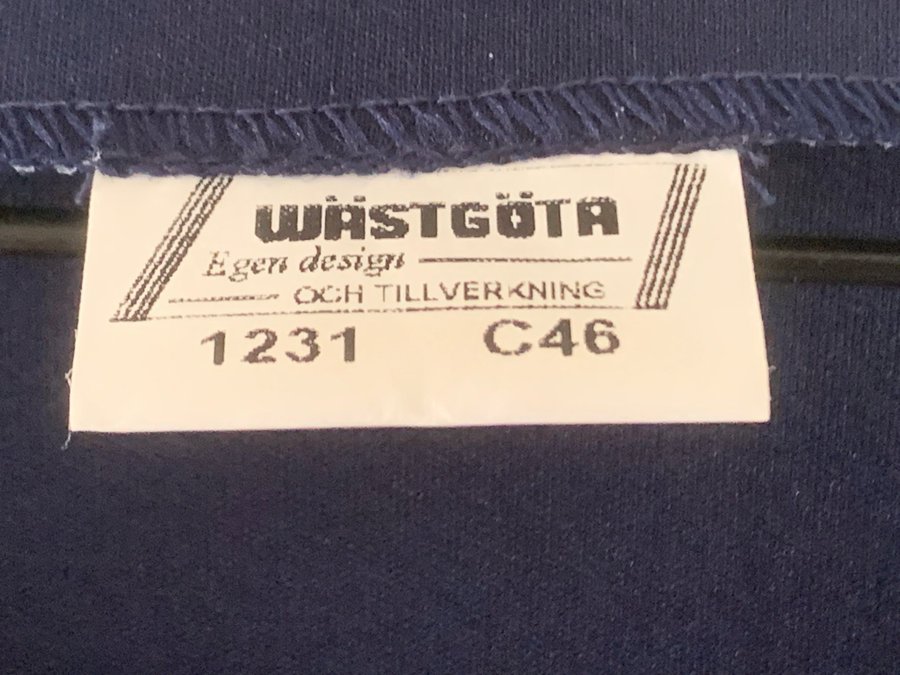 WÄSTGÖTA
Egen design
OCH TILLVERKNING
1231 C46